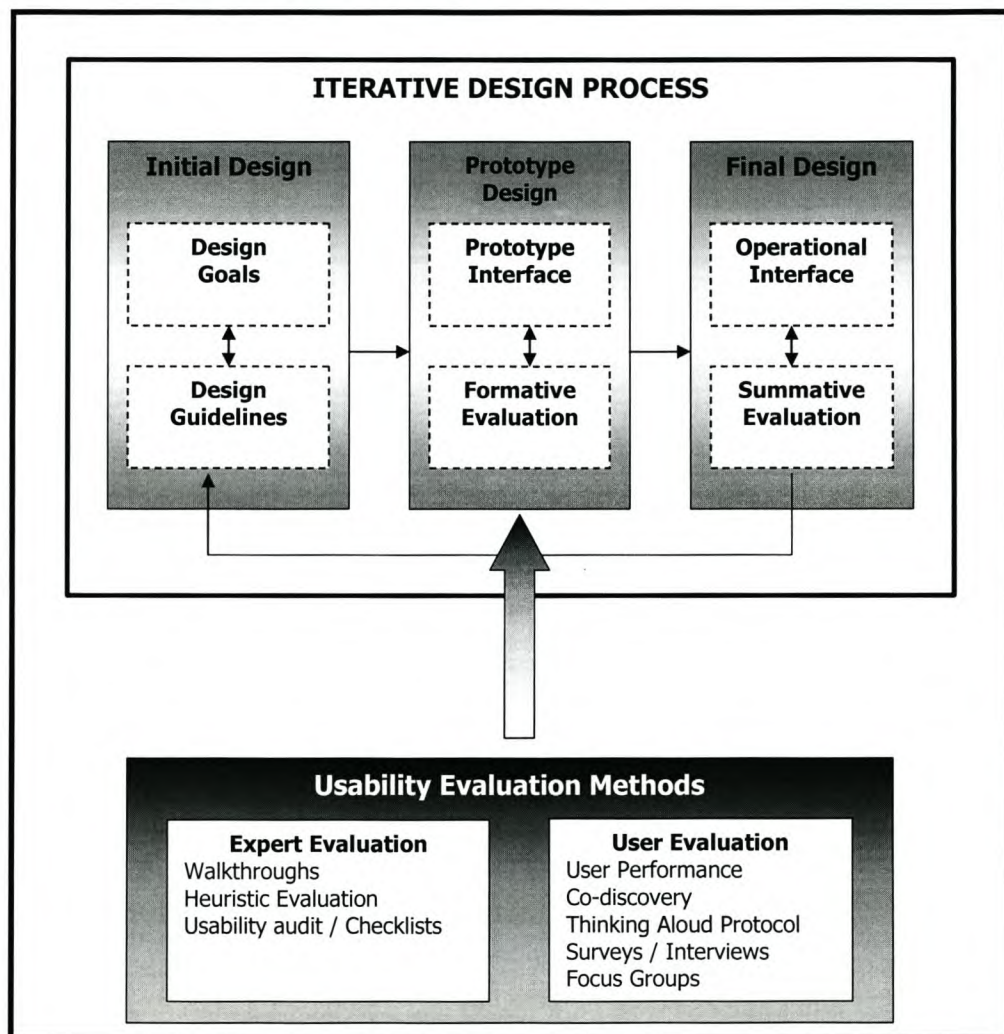 ITERATIVE DESIGN PROCESS
Initial Design
Design
Goals
Design
Guidelines
Prototype
Design
Prototype
Interface
Formative
Evaluation
Final Design
Operational
Interface
Summative
Evaluation
Usability Evaluation Methods
Expert Evaluation
Walkthroughs
Heuristic Evaluation
Usability audit / Checklists
User Evaluation
User Performance
Co-discovery
Thinking Aloud Protocol
Surveys / Interviews
Focus Groups